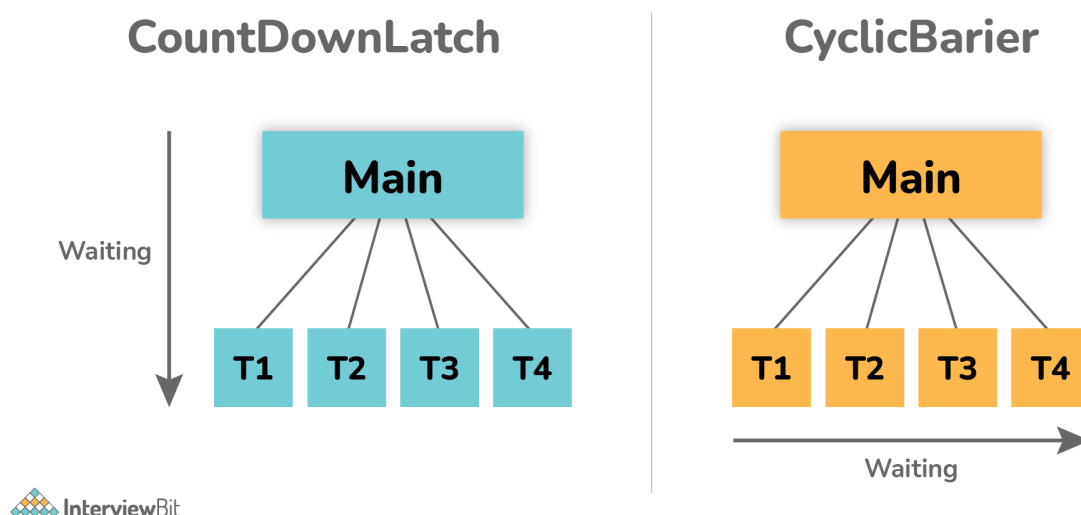 CountDownLatch
Waiting
Main
T1 T2 T3 T4
CyclicBarier
Main
T1 T2 T3 T4
Waiting
InterviewBit